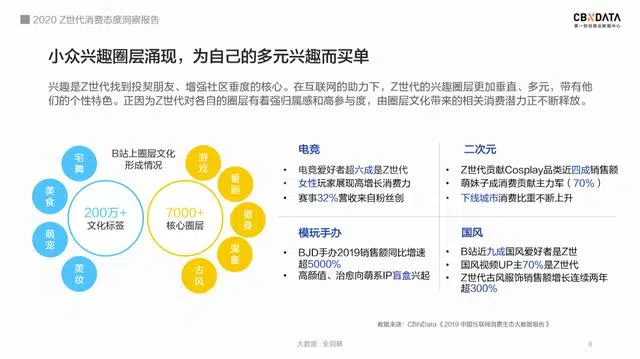 2020 Z世代消费态度洞察报告
CBNDATA
第一财经商业数据中心
小众兴趣圈层涌现，为自己的多元兴趣而买单
兴趣是Z世代找到投契朋友、增强社区垂度的核心。在互联网的助力下，Z世代的兴趣圈层更加垂直、多元，带有他
们的个性特色。正因为Z世代对各自的圈层有着强归属感和高参与度，由圈层文化带来的相关消费潜力正不断释放。
B站上圈层文化
形成情况
宅舞
美食
萌宠
美妆
200万+
文化标签
7000+
核心圈层
游戏
番剧
健身
鬼畜
古风
电竞
• 电竞爱好者超六成是Z世代
• 女性玩家展现高增长消费力
• 赛事32%营收来自粉丝创
二次元
• Z世代贡献Cosplay品类近四成销售额
• 萌妹子成消费贡献主力军（70%）
• 下线城市消费比重不断上升
模玩手办
• BJD手办2019销售额同比增速
超5000%
• 高颜值、治愈向萌系IP盲盒兴起
国风
• B站近九成国风爱好者是Z世
• 国风视频UP主70%是Z世代
• Z世代古风服饰销售额增长连续两年
超300%
数据来源：CBNData《2019中国互联网消费生态大数据报告》
大数据·全洞察
8